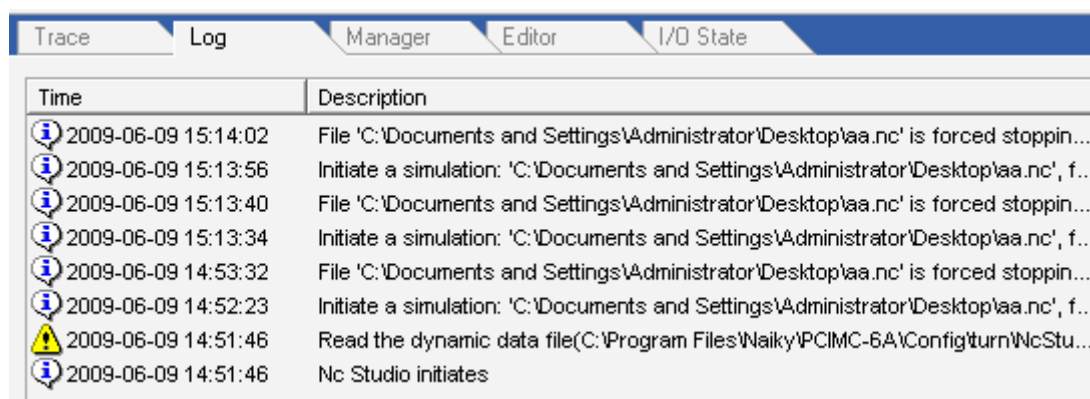 Trace Log Manager Editor I/O State
Time Description
2009-06-09 15:14:02 File 'C:\Documents and Settings\Administrator\Desktop\aa.nc' is forced stoppin...
2009-06-09 15:13:56 Initiate a simulation: 'C:\Documents and Settings\Administrator\Desktop\aa.nc', f...
2009-06-09 15:13:40 File 'C:\Documents and Settings\Administrator\Desktop\aa.nc' is forced stoppin...
2009-06-09 15:13:34 Initiate a simulation: 'C:\Documents and Settings\Administrator\Desktop\aa.nc', f...
2009-06-09 14:53:32 File 'C:\Documents and Settings\Administrator\Desktop\aa.nc' is forced stoppin...
2009-06-09 14:52:23 Initiate a simulation: 'C:\Documents and Settings\Administrator\Desktop\aa.nc', f...
2009-06-09 14:51:46 Read the dynamic data file(C:\Program Files\Naiky\PCIMC-6A\Config\turn\NcStu...
2009-06-09 14:51:46 Nc Studio initiates